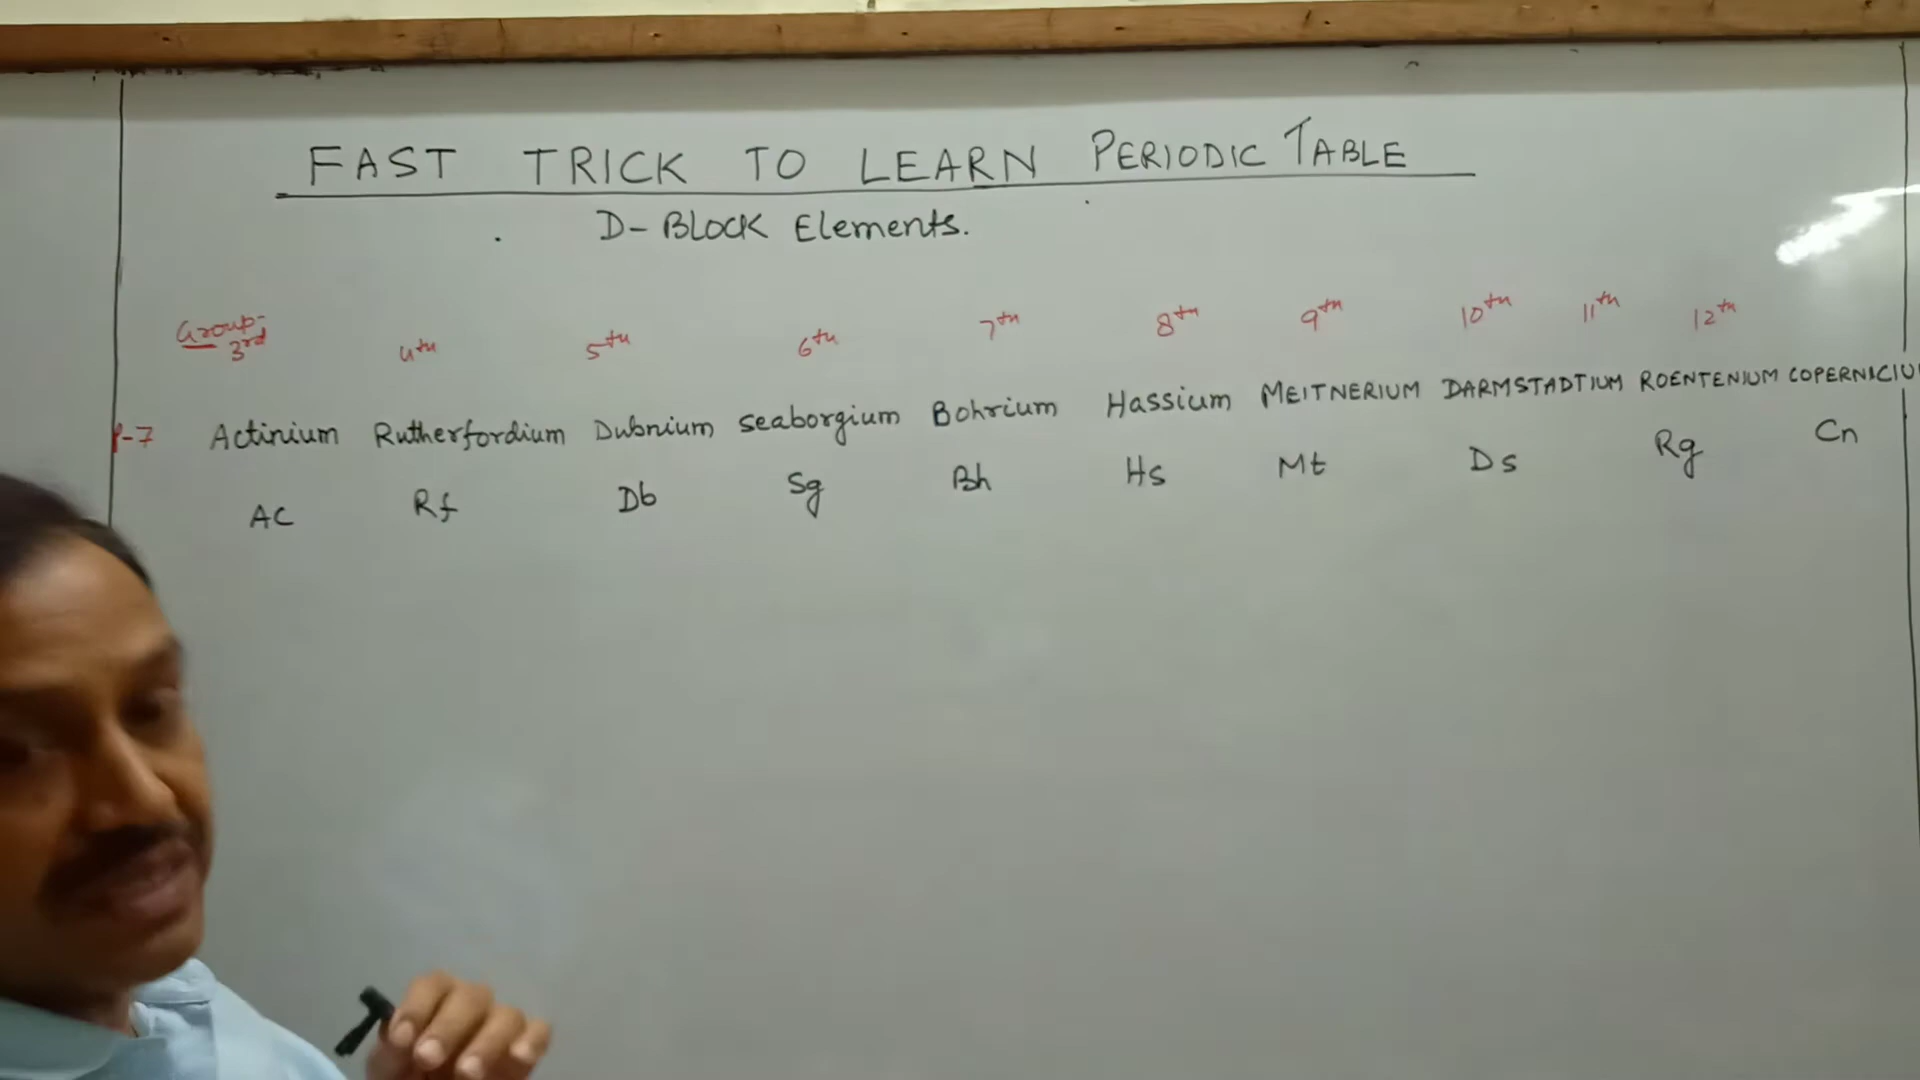 FAST TRICK TO LEARN PERIODIC TABLE
D-BLOCK Elements.
Group-
3rd 4th 5th 6th 7th 8th 9th 10th 11th 12th
P-7 Actinium Rutherfordium Dubnium Seaborgium Bohrium Hassium MEITNERIUM DARMSTADTIUM ROENTENIUM COPERNICIU
AC Rf Db Sg Bh Hs Mt Ds Rg Cn